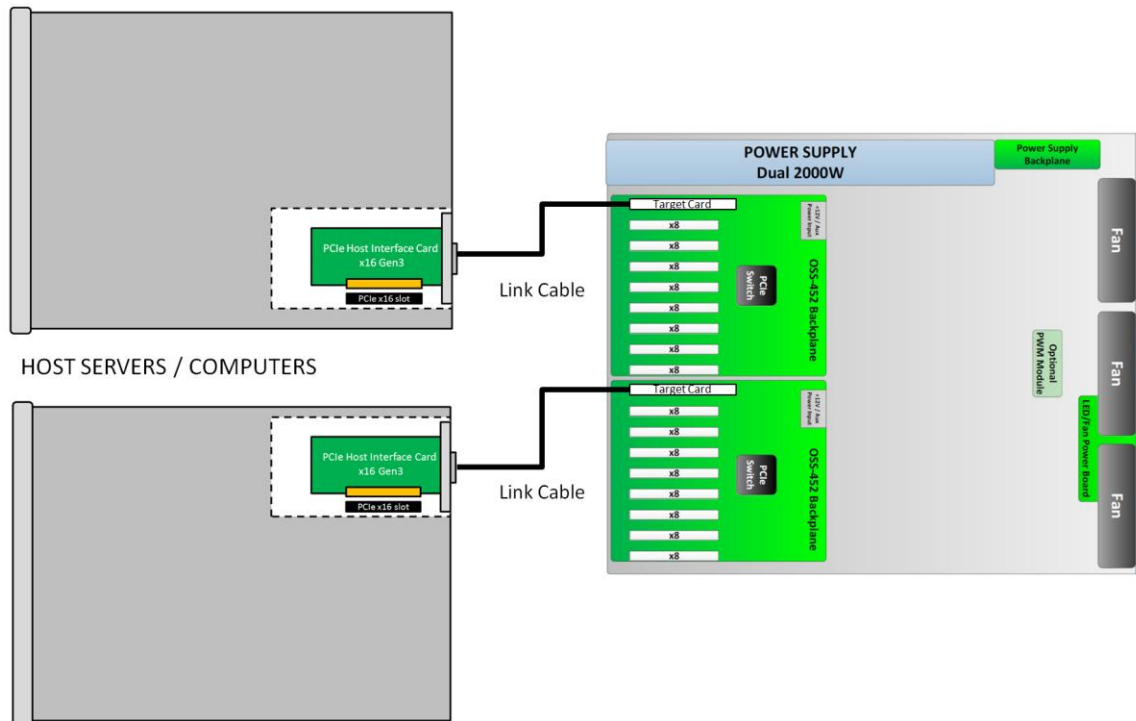 PCIe Host Interface Card
x16 Gen3
PCIe x16 slot
Link Cable
HOST SERVERS / COMPUTERS
PCIe Host Interface Card
x16 Gen3
PCIe x16 slot
Link Cable
POWER SUPPLY
Dual 2000W
Power Supply
Backplane
Target Card
x8
x8
x8
x8
x8
x8
x8
x8
PCIe
Switch
+12V / Aux
Power Input
OSS-452 Backplane
Target Card
x8
x8
x8
x8
x8
x8
x8
x8
PCIe
Switch
+12V / Aux
Power Input
OSS-452 Backplane
Optional
PWM Module
LED/Fan Power Board
Fan
Fan
Fan